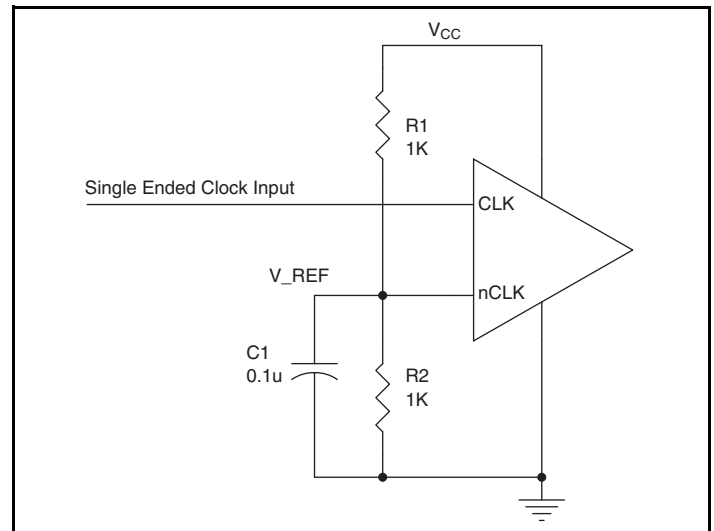 VCC
R1
1K
Single Ended Clock Input
CLK
V_REF
nCLK
C1
0.1u
R2
1K